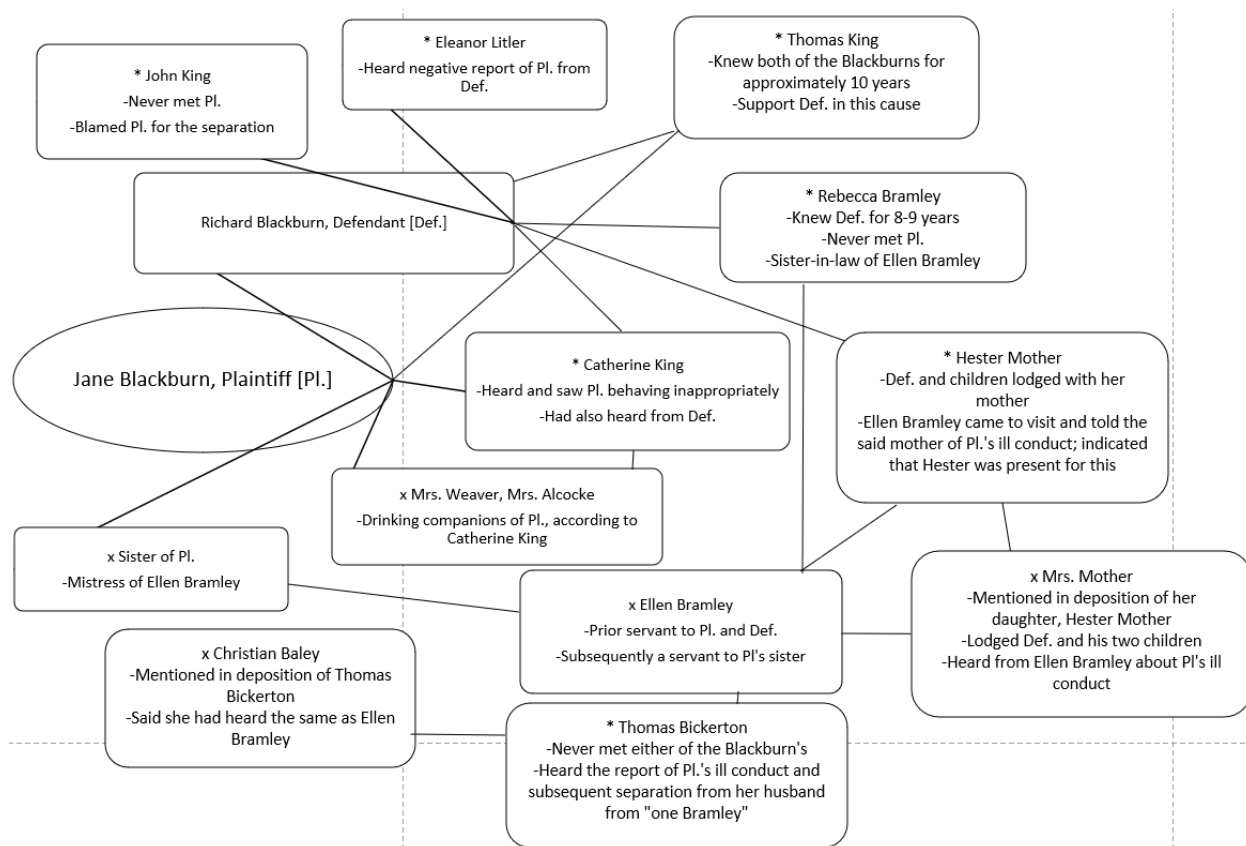 * John King
-Never met Pl.
-Blamed Pl. for the separation
* Eleanor Litler
-Heard negative report of Pl. from
Def.
* Thomas King
-Knew both of the Blackburns for
approximately 10 years
-Support Def. in this cause
Richard Blackburn, Defendant [Def.]
* Rebecca Bramley
-Knew Def. for 8-9 years
-Never met Pl.
-Sister-in-law of Ellen Bramley
Jane Blackburn, Plaintiff [Pl.]
* Catherine King
-Heard and saw Pl. behaving inappropriately
-Had also heard from Def.
* Hester Mother
-Def. and children lodged with her
mother
-Ellen Bramley came to visit and told the
said mother of Pl.'s ill conduct; indicated
that Hester was present for this
x Mrs. Weaver, Mrs. Alcocke
-Drinking companions of Pl., according to
Catherine King
x Sister of Pl.
-Mistress of Ellen Bramley
x Ellen Bramley
-Prior servant to Pl. and Def.
-Subsequently a servant to Pl's sister
x Mrs. Mother
-Mentioned in deposition of her
daughter, Hester Mother
-Lodged Def. and his two children
-Heard from Ellen Bramley about Pl's ill
conduct
x Christian Baley
-Mentioned in deposition of Thomas
Bickerton
-Said she had heard the same as Ellen
Bramley
* Thomas Bickerton
-Never met either of the Blackburn's
-Heard the report of Pl.'s ill conduct and
subsequent separation from her husband
from "one Bramley"